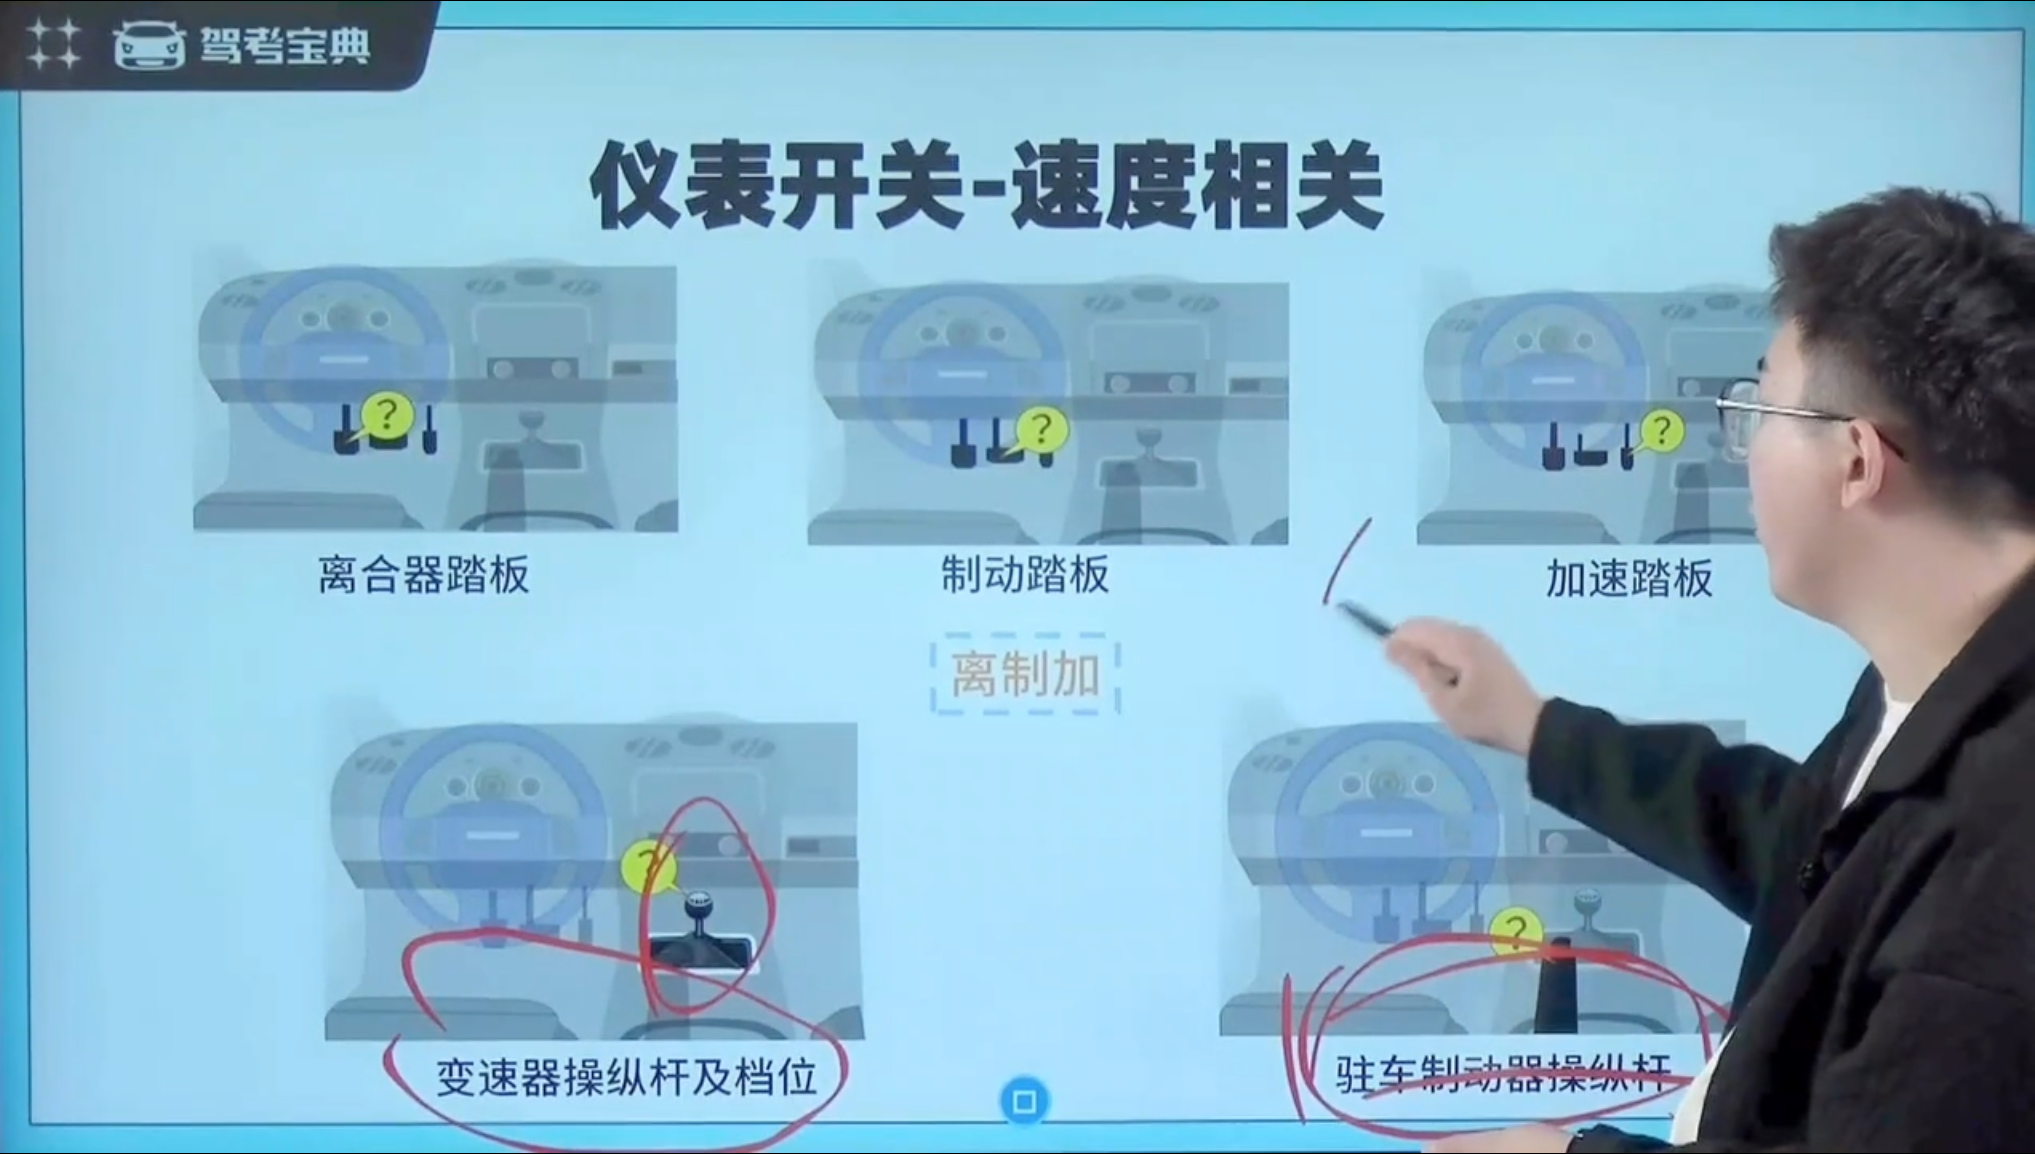 驾考宝典
仪表开关-速度相关
?
?
?
离合器踏板
制动踏板
加速踏板
离制加
?
?
变速器操纵杆及档位
驻车制动器操纵杆